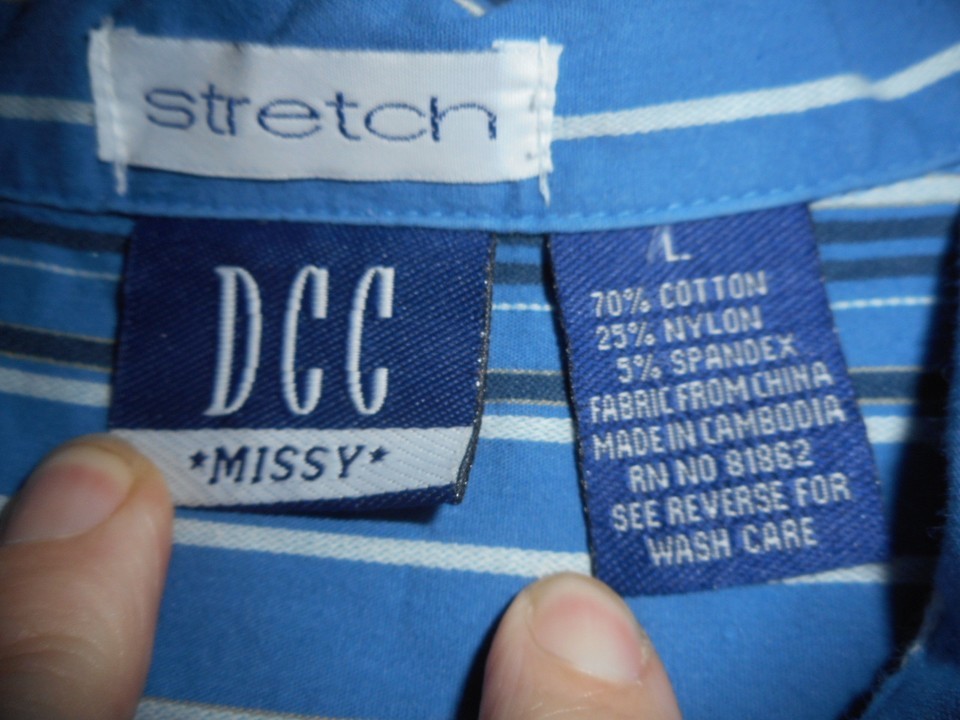 stretch
DCC
*MISSY*
L
70% COTTON
25% NYLON
5% SPANDEX
FABRIC FROM CHINA
MADE IN CAMBODIA
RN NO 81862
SEE REVERSE FOR
WASH CARE